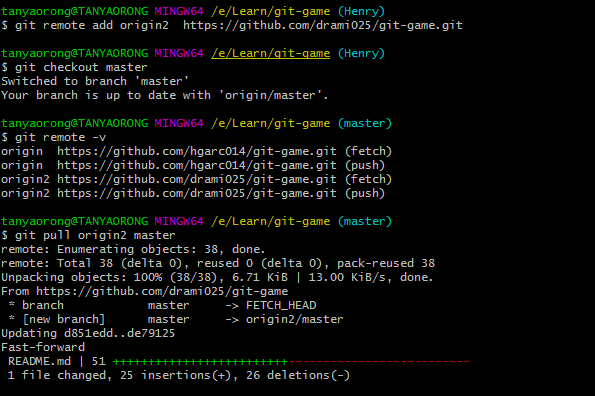 tanyaorong@TANYAORONG MINGW64 /e/Learn/git-game (Henry)
$ git remote add origin2  https://github.com/drami025/git-game.git
tanyaorong@TANYAORONG MINGW64 /e/Learn/git-game (Henry)
$ git checkout master
Switched to branch 'master'
Your branch is up to date with 'origin/master'.
tanyaorong@TANYAORONG MINGW64 /e/Learn/git-game (master)
$ git remote -v
origin  https://github.com/hgarc014/git-game.git (fetch)
origin  https://github.com/hgarc014/git-game.git (push)
origin2 https://github.com/drami025/git-game.git (fetch)
origin2 https://github.com/drami025/git-game.git (push)
tanyaorong@TANYAORONG MINGW64 /e/Learn/git-game (master)
$ git pull origin2 master
remote: Enumerating objects: 38, done.
remote: Total 38 (delta 0), reused 0 (delta 0), pack-reused 38
Unpacking objects: 100% (38/38), 6.71 KiB | 13.00 KiB/s, done.
From https://github.com/drami025/git-game
 * branch            master     -> FETCH_HEAD
 * [new branch]      master     -> origin2/master
Updating d851edd..de79125
Fast-forward
 README.md | 51 +++++++++++++++++++++++++--------------------------
 1 file changed, 25 insertions(+), 26 deletions(-)